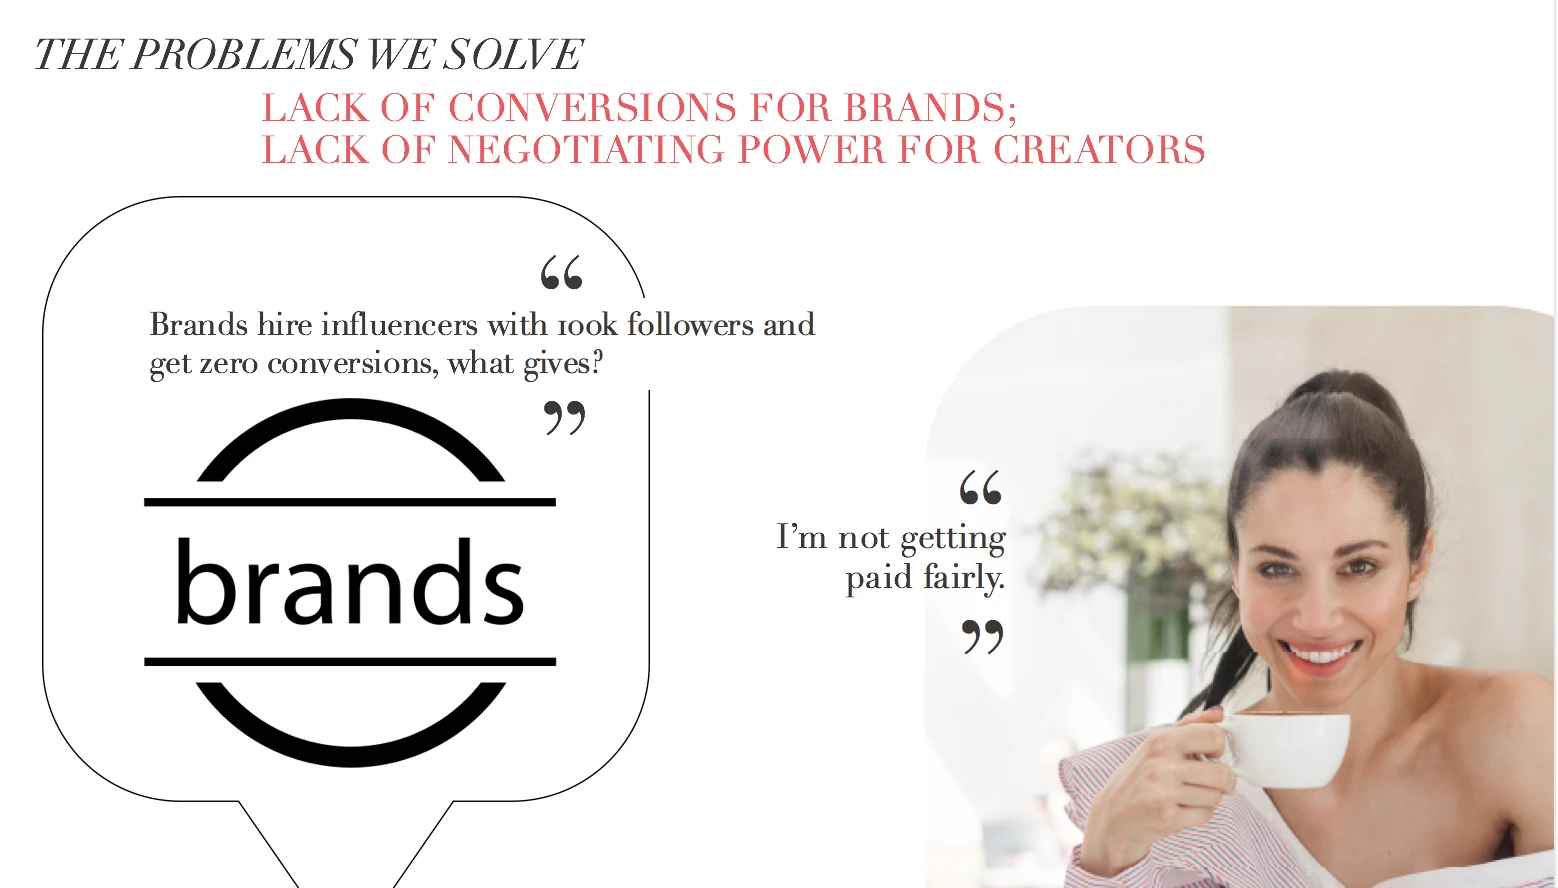 THE PROBLEMS WE SOLVE
LACK OF CONVERSIONS FOR BRANDS;
LACK OF NEGOTIATING POWER FOR CREATORS
“
Brands hire influencers with 100k followers and
get zero conversions, what gives?
”
brands
“
I’m not getting
paid fairly.
”